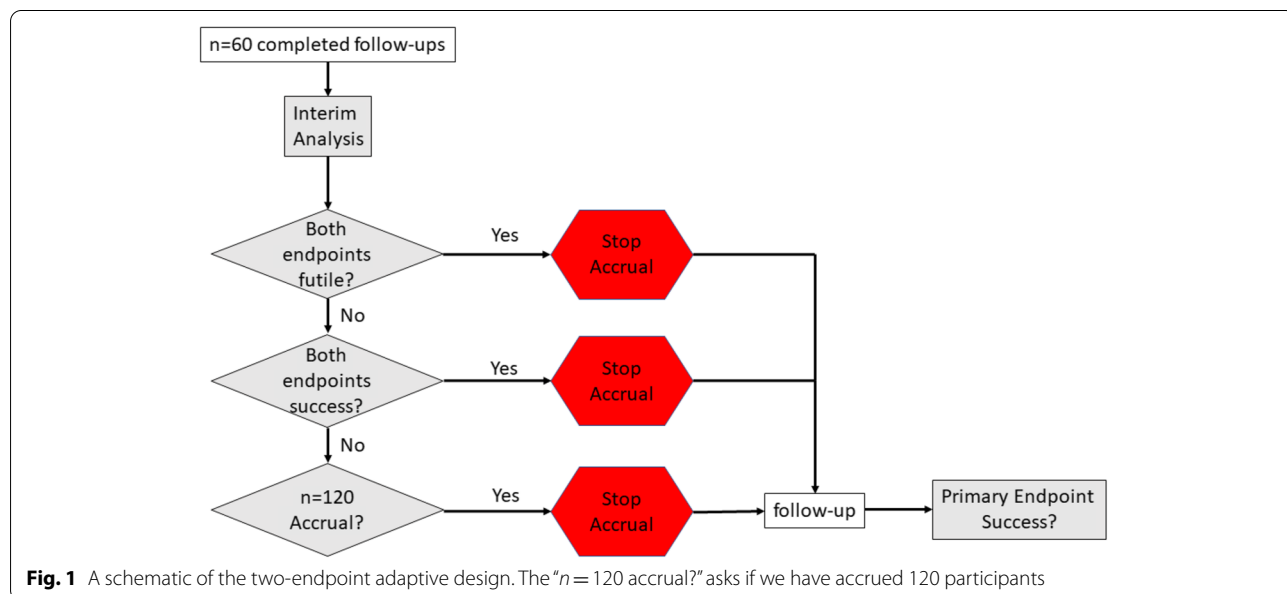 n=60 completed follow-ups
Interim
Analysis
Both
endpoints
futile?
Yes
Stop
Accrual
No
Both
endpoints
success?
Yes
Stop
Accrual
No
n=120
Accrual?
Yes
Stop
Accrual
follow-up
Primary Endpoint
Success?
Fig. 1 A schematic of the two-endpoint adaptive design. The “n = 120 accrual?” asks if we have accrued 120 participants